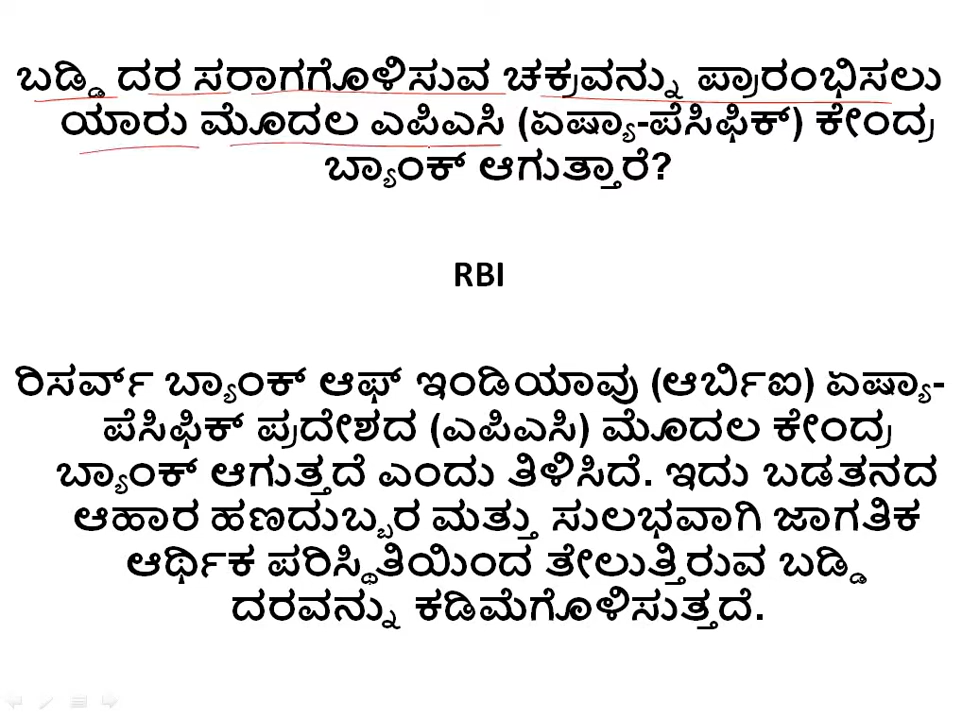 ಬಡ್ಡಿ ದರ ಸರಾಗಗೊಳಿಸುವ ಚಕ್ರವನ್ನು ಪ್ರಾರಂಭಿಸಲು
ಯಾರು ಮೊದಲ ಎಪಿಎಸಿ (ಏಷ್ಯಾ-ಪೆಸಿಫಿಕ್) ಕೇಂದ್ರ
ಬ್ಯಾಂಕ್ ಆಗುತ್ತಾರೆ?
RBI
ರಿಸರ್ವ್ ಬ್ಯಾಂಕ್ ಆಫ್ ಇಂಡಿಯಾವು (ಆರ್ಬಿಐ) ಏಷ್ಯಾ-
ಪೆಸಿಫಿಕ್ ಪ್ರದೇಶದ (ಎಪಿಎಸಿ) ಮೊದಲ ಕೇಂದ್ರ
ಬ್ಯಾಂಕ್ ಆಗುತ್ತದೆ ಎಂದು ತಿಳಿಸಿದೆ. ಇದು ಬಡತನದ
ಆಹಾರ ಹಣದುಬ್ಬರ ಮತ್ತು ಸುಲಭವಾಗಿ ಜಾಗತಿಕ
ಆರ್ಥಿಕ ಪರಿಸ್ಥಿತಿಯಿಂದ ತೇಲುತ್ತಿರುವ ಬಡ್ಡಿ
ದರವನ್ನು ಕಡಿಮೆಗೊಳಿಸುತ್ತದೆ.